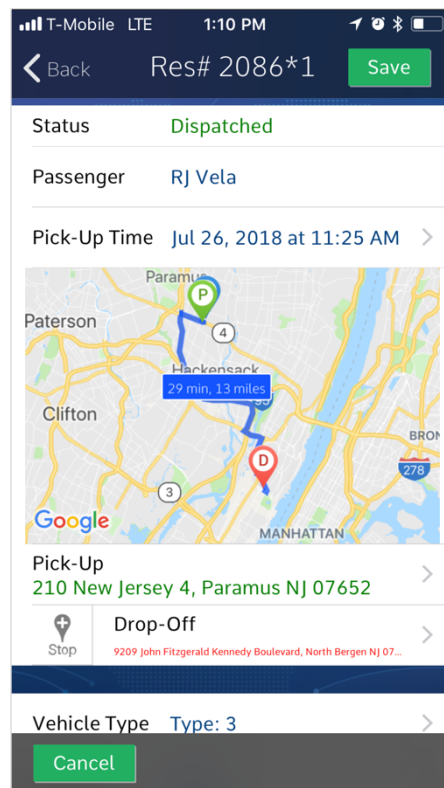 T-Mobile LTE 1:10 PM
Back Res# 2086*1 Save
Status Dispatched
Passenger RJ Vela
Pick-Up Time Jul 26, 2018 at 11:25 AM
Paramus
P
Paterson
4
Hackensack
29 min, 13 miles
95
Clifton
BRON
D
278
3
Google
MANHATTAN
Pick-Up
210 New Jersey 4, Paramus NJ 07652
Drop-Off
Stop 9209 John Fitzgerald Kennedy Boulevard, North Bergen NJ 07...
Vehicle Type Type: 3
Cancel